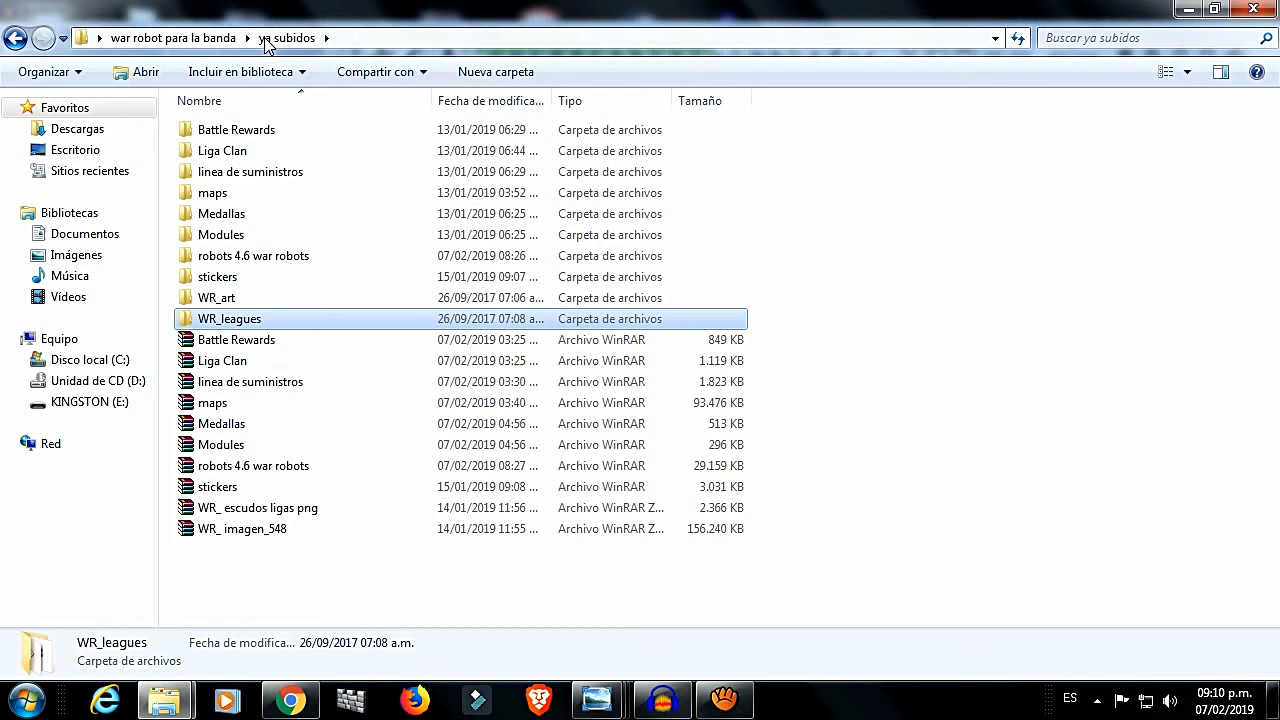 war robot para la banda ya subidos
Buscar ya subidos
Organizar Abrir Incluir en biblioteca Compartir con Nueva carpeta
Nombre Fecha de modifica... Tipo Tamaño
Favoritos
Descargas
Escritorio
Sitios recientes
Bibliotecas
Documentos
Imágenes
Música
Vídeos
Equipo
Disco local (C:)
Unidad de CD (D:)
KINGSTON (E:)
Red
Battle Rewards 13/01/2019 06:29 ... Carpeta de archivos
Liga Clan 13/01/2019 06:44 ... Carpeta de archivos
linea de suministros 13/01/2019 06:29 ... Carpeta de archivos
maps 13/01/2019 03:52 ... Carpeta de archivos
Medallas 13/01/2019 06:25 ... Carpeta de archivos
Modules 13/01/2019 06:25 ... Carpeta de archivos
robots 4.6 war robots 07/02/2019 08:26 ... Carpeta de archivos
stickers 15/01/2019 09:07 ... Carpeta de archivos
WR_art 26/09/2017 07:06 a... Carpeta de archivos
WR_leagues 26/09/2017 07:08 a... Carpeta de archivos
Battle Rewards 07/02/2019 03:25 ... Archivo WinRAR 849 KB
Liga Clan 07/02/2019 03:25 ... Archivo WinRAR 1.119 KB
linea de suministros 07/02/2019 03:30 ... Archivo WinRAR 1.823 KB
maps 07/02/2019 03:40 ... Archivo WinRAR 93.476 KB
Medallas 07/02/2019 04:56 ... Archivo WinRAR 513 KB
Modules 07/02/2019 04:56 ... Archivo WinRAR 296 KB
robots 4.6 war robots 07/02/2019 08:27 ... Archivo WinRAR 29.159 KB
stickers 15/01/2019 09:08 ... Archivo WinRAR 3.031 KB
WR_ escudos ligas png 14/01/2019 11:56 ... Archivo WinRAR Z... 2.366 KB
WR_ imagen_548 14/01/2019 11:55 ... Archivo WinRAR Z... 156.240 KB
WR_leagues Fecha de modifica... 26/09/2017 07:08 a.m.
Carpeta de archivos
ES
09:10 p.m.
07/02/2019